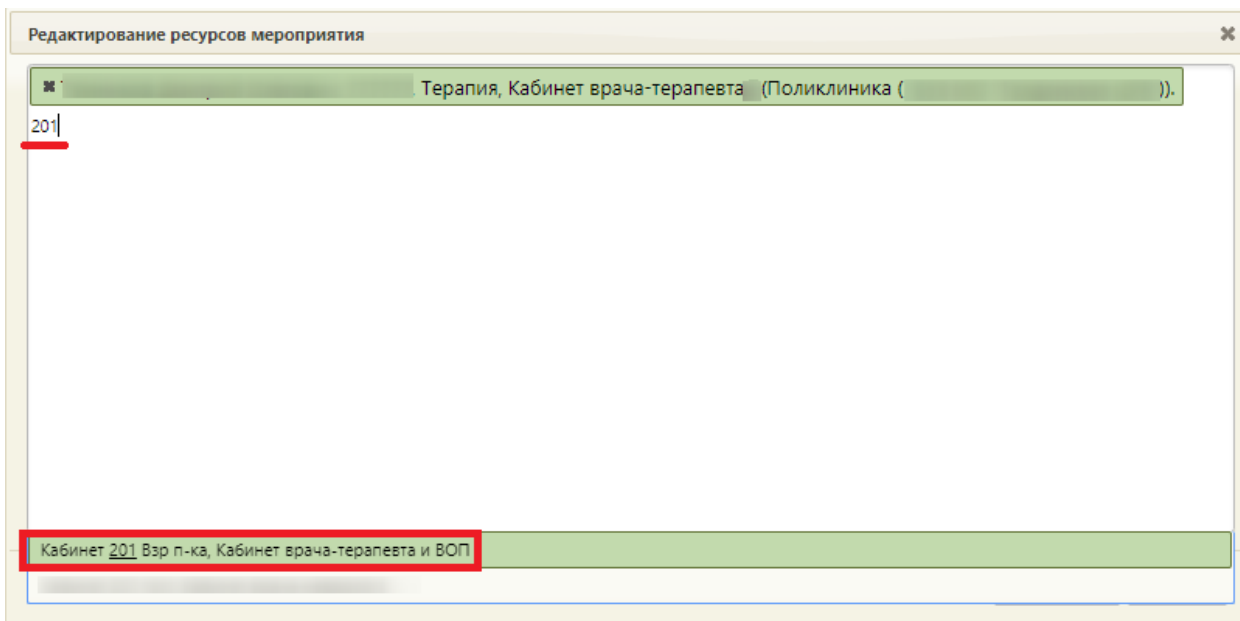 Редактирование ресурсов мероприятия
Терапия, Кабинет врача-терапевта (Поликлиника ( )).
201
Кабинет 201 Взр п-ка, Кабинет врача-терапевта и ВОП